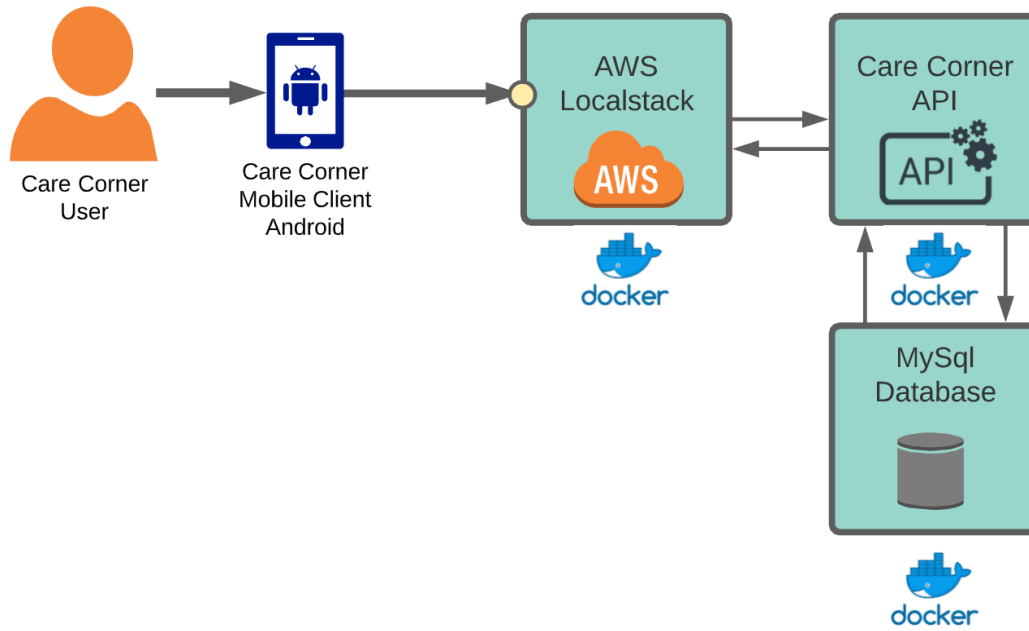 Care Corner
User
Care Corner
Mobile Client
Android
AWS
Localstack
AWS
docker
Care Corner
API
API
docker
MySql
Database
docker